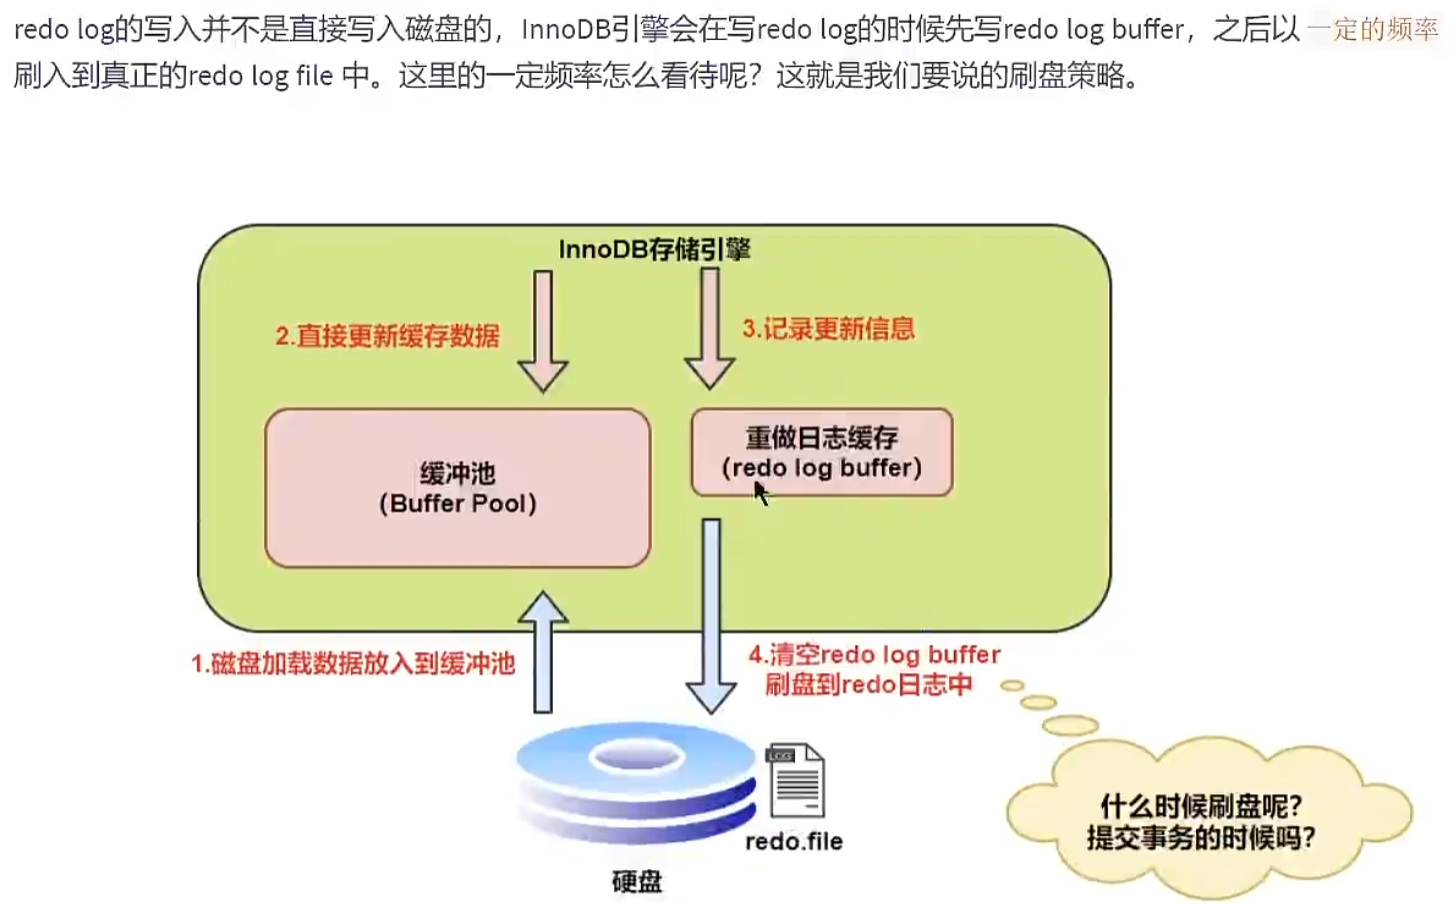 redo log的写入并不是直接写入磁盘的，InnoDB引擎会在写redo log的时候先写redo log buffer，之后以 一定的频率
刷入到真正的redo log file 中。这里的一定频率怎么看待呢？这就是我们要说的刷盘策略。
InnoDB存储引擎
2.直接更新缓存数据
3.记录更新信息
缓冲池
（Buffer Pool）
重做日志缓存
（redo log buffer）
1.磁盘加载数据放入到缓冲池
4.清空redo log buffer
刷盘到redo日志中
LOG
redo.file
硬盘
什么时候刷盘呢？
提交事务的时候吗？